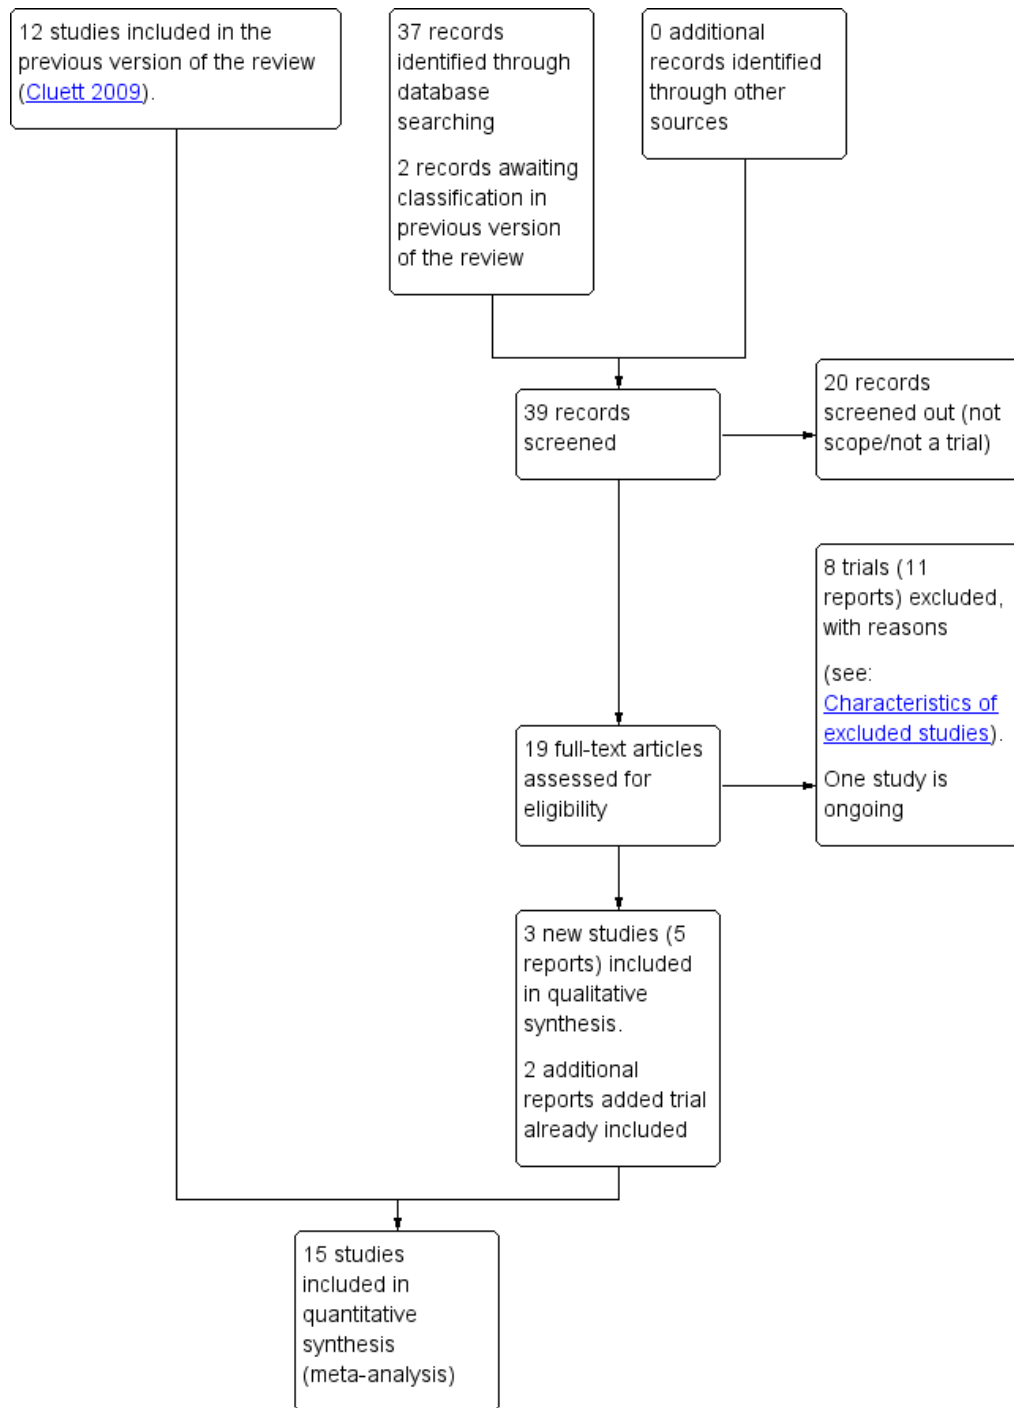 12 studies included in the
previous version of the review
(Cluett 2009).
37 records
identified through
database
searching
2 records awaiting
classification in
previous version
of the review
0 additional
records identified
through other
sources
39 records
screened
20 records
screened out (not
scope/not a trial)
19 full-text articles
assessed for
eligibility
8 trials (11
reports) excluded,
with reasons
(see:
Characteristics of
excluded studies).
One study is
ongoing
3 new studies (5
reports) included
in qualitative
synthesis.
2 additional
reports added trial
already included
15 studies
included in
quantitative
synthesis
(meta-analysis)